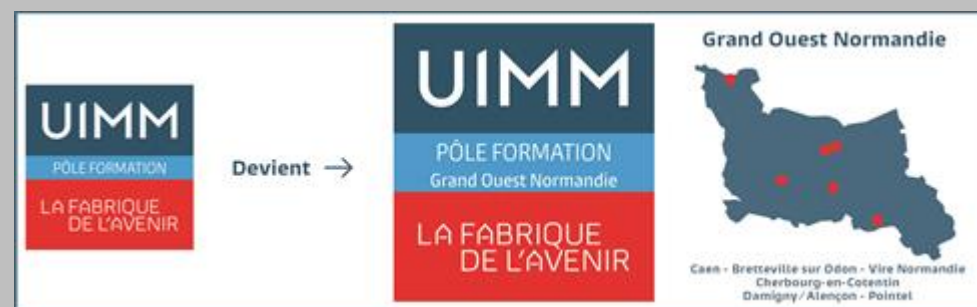 UIMM
PÔLE FORMATION
LA FABRIQUE
DE L'AVENIR
Devient →
UIMM
PÔLE FORMATION
Grand Ouest Normandie
LA FABRIQUE
DE L'AVENIR
Grand Ouest Normandie
Caen - Bretteville sur Odon - Vire Normandie
Cherbourg-en-Cotentin
Damigny/Alençon - Pointel